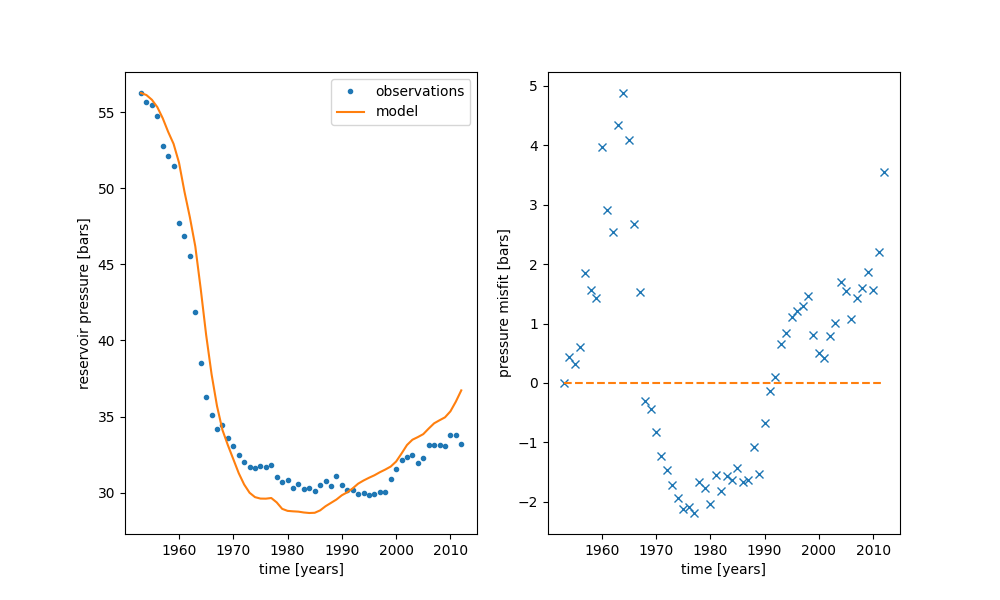 observations
model
reservoir pressure [bars]
55
50
45
40
35
30
1960 1970 1980 1990 2000 2010
time [years]
pressure misfit [bars]
5
4
3
2
1
0
−1
−2
1960 1970 1980 1990 2000 2010
time [years]